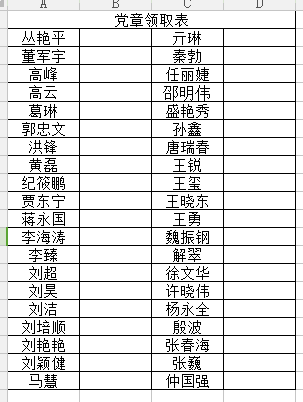 A B C D
党章领取表
丛艳平 亓琳
董军宇 秦勃
高峰 任丽婕
高云 邵明伟
葛琳 盛艳秀
郭忠文 孙鑫
洪锋 唐瑞春
黄磊 王锐
纪筱鹏 王玺
贾东宁 王晓东
蒋永国 王勇
李海涛 魏振钢
李臻 解翠
刘超 徐文华
刘昊 许晓伟
刘洁 杨永全
刘培顺 殷波
刘艳艳 张春海
刘颖健 张巍
马慧 仲国强